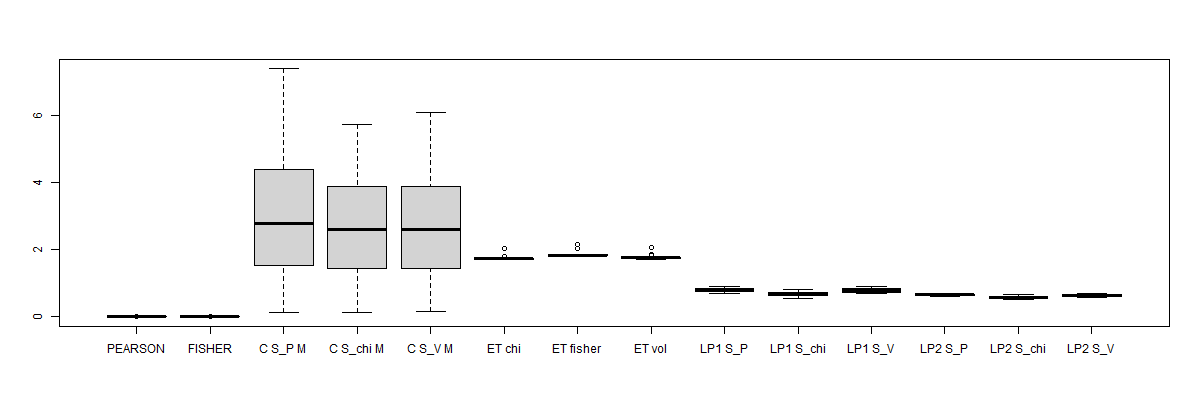 6
4
2
0
PEARSON FISHER C S_P M C S_chi M C S_V M ET chi ET fisher ET vol LP1 S_P LP1 S_chi LP1 S_V LP2 S_P LP2 S_chi LP2 S_V